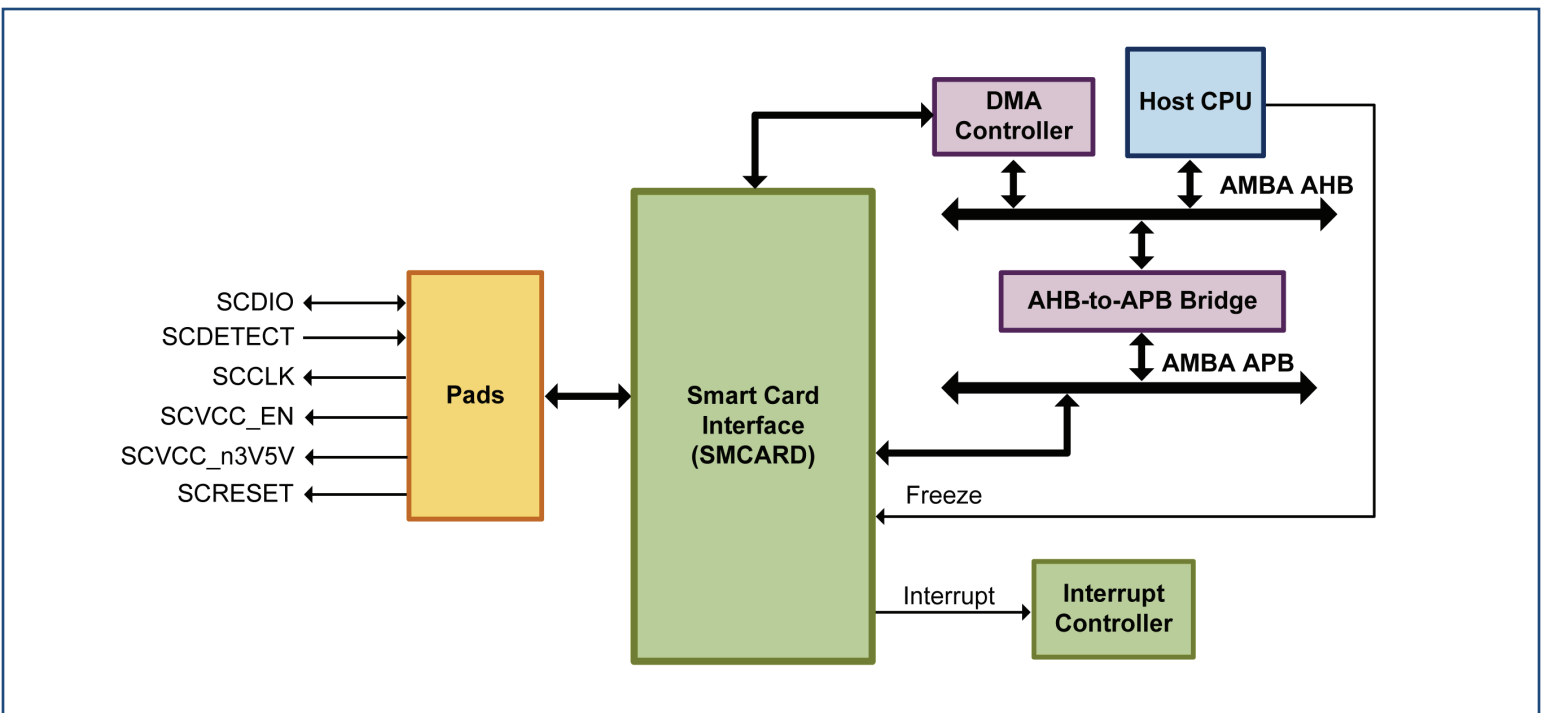 DMA
Controller
Host CPU
AMBA AHB
AHB-to-APB Bridge
AMBA APB
SCDIO
SCDETECT
SCCLK
SCVCC_EN
SCVCC_n3V5V
SCRESET
Pads
Smart Card
Interface
(SMCARD)
Freeze
Interrupt
Interrupt
Controller